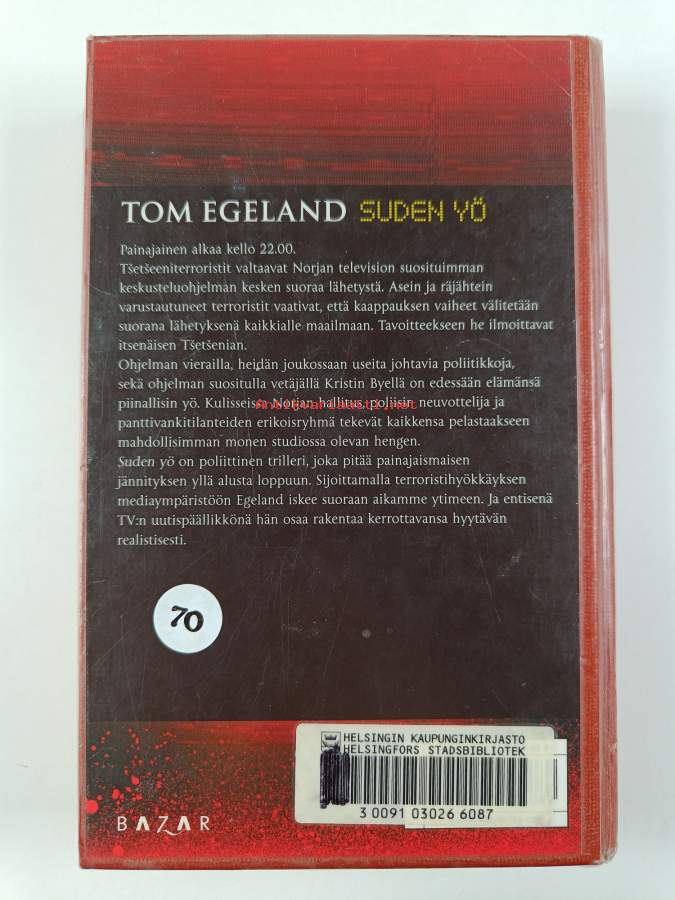 TOM EGELAND SUDEN YÖ
Painajainen alkaa kello 22.00.
Tšetšeeniterroristit valtaavat Norjan television suosituimman
keskusteluohjelman kesken suoraa lähetystä. Asein ja räjähtein
varustautuneet terroristit vaativat, että kaappauksen vaiheet välitetään
suorana lähetyksenä kaikkialle maailmaan. Tavoitteekseen he ilmoittavat
itsenäisen Tšetšenian.
Ohjelman vierailla, heidän joukossaan useita johtavia poliitikkoja,
sekä ohjelman suositulla vetäjällä Kristin Byellä on edessään elämänsä
piinallisin yö. Kulisseissa Norjan hallitus, poliisin neuvottelija ja
Antikvariaatti.net
panttivankitilanteiden erikoisryhmä tekevät kaikkensa pelastaakseen
mahdollisimman monen studiossa olevan hengen.
Suden yö on poliittinen trilleri, joka pitää painajaismaisen
jännityksen yllä alusta loppuun. Sijoittamalla terroristihyökkäyksen
mediaympäristöön Egeland iskee suoraan aikamme ytimeen. Ja entisenä
TV:n uutispäällikkönä hän osaa rakentaa kerrottavansa hyytävän
realistisesti.
70
HELSINGIN KAUPUNGINKIRJASTO
HELSINGFORS STADSBIBLIOTEK
3 0091 03026 6087
BAZAR